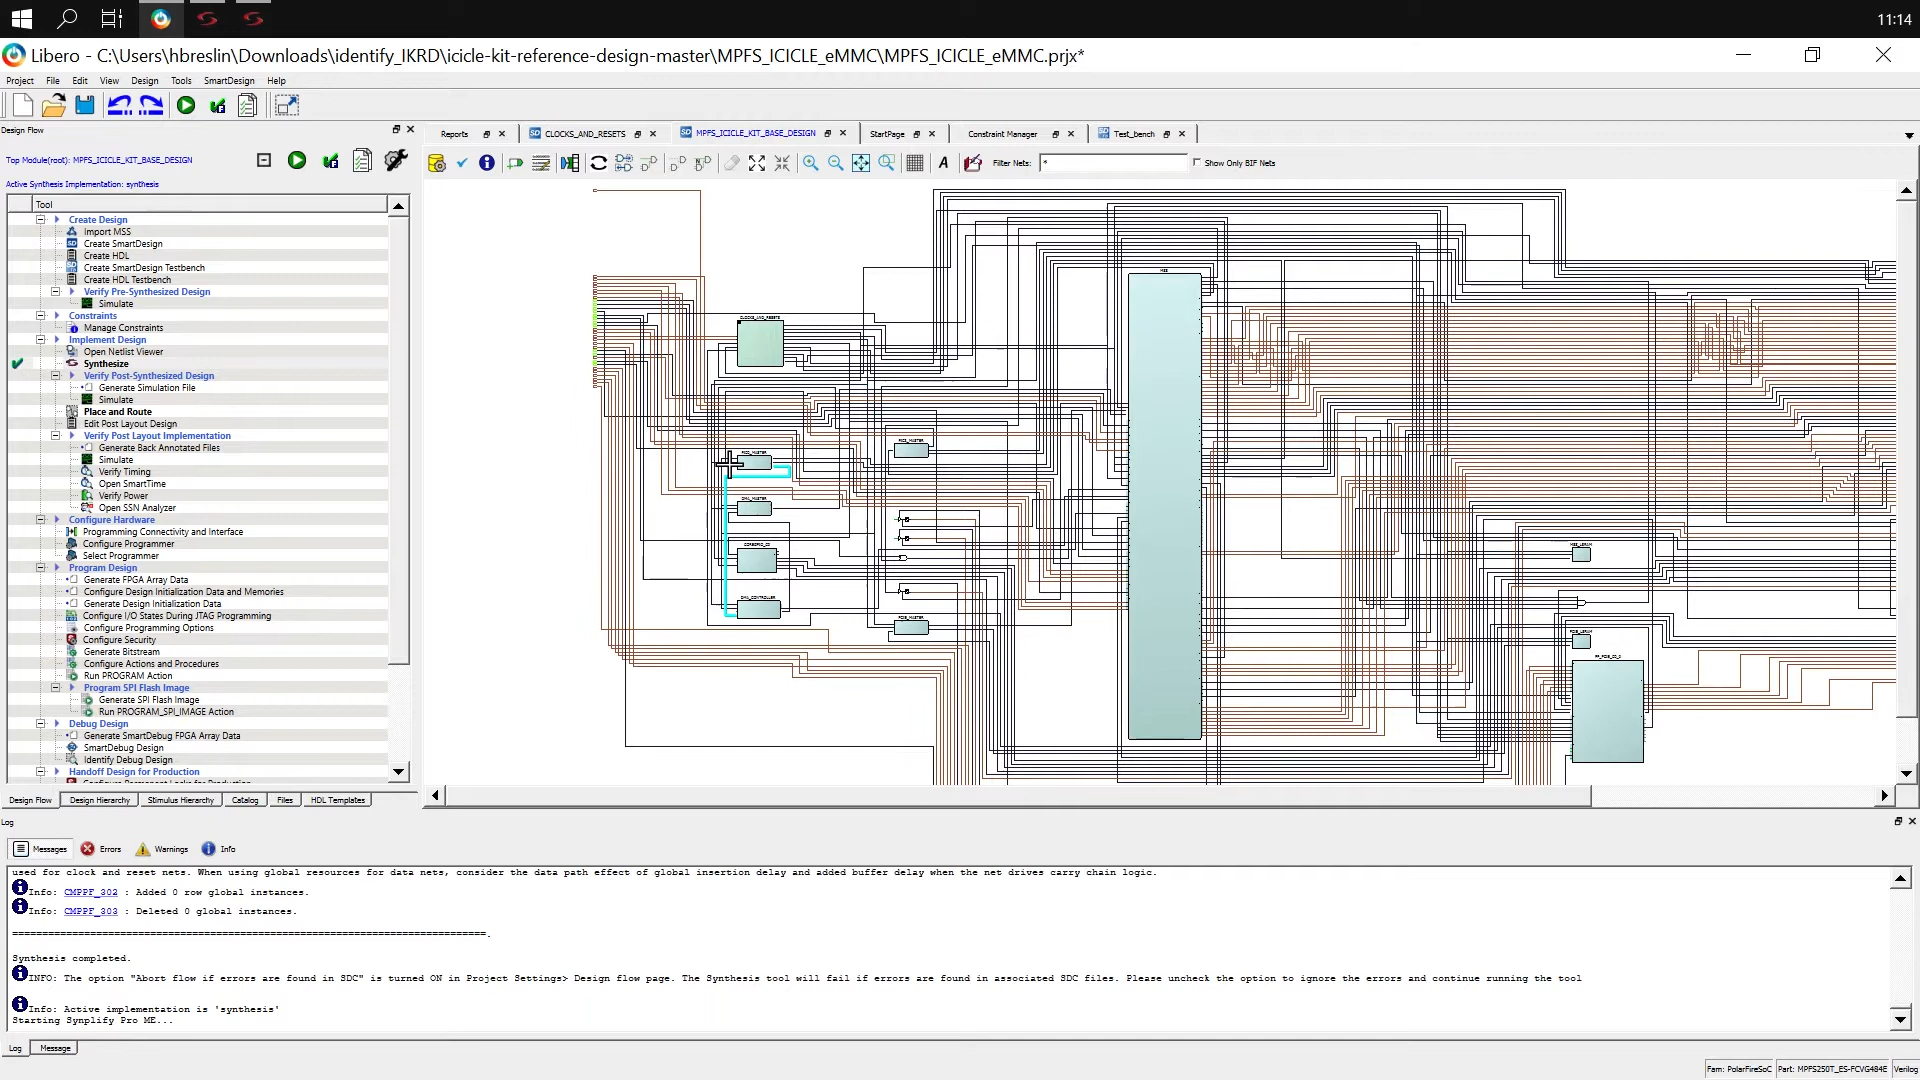 11:14
Libero - C:\Users\hbreslin\Downloads\identify_IKRD\icicle-kit-reference-design-master\MPFS_ICICLE_eMMC\MPFS_ICICLE_eMMC.prjx*
Project File Edit View Design Tools SmartDesign Help
Design Flow
Reports CLOCKS_AND_RESETS MPFS_ICICLE_KIT_BASE_DESIGN StartPage Constraint Manager Test_bench
Top Module(root): MPFS_ICICLE_KIT_BASE_DESIGN
Filter Nets: * Show Only BIF Nets
Active Synthesis Implementation: synthesis
Tool
Create Design
Import MSS
Create SmartDesign
Create HDL
Create SmartDesign Testbench
Create HDL Testbench
Verify Pre-Synthesized Design
Simulate
Constraints
Manage Constraints
Implement Design
Open Netlist Viewer
Synthesize
Verify Post-Synthesized Design
Generate Simulation File
Simulate
Place and Route
Edit Post Layout Design
Verify Post Layout Implementation
Generate Back Annotated Files
Simulate
Verify Timing
Open SmartTime
Verify Power
Open SSN Analyzer
Configure Hardware
Programming Connectivity and Interface
Configure Programmer
Select Programmer
Program Design
Generate FPGA Array Data
Configure Design Initialization Data and Memories
Generate Design Initialization Data
Configure I/O States During JTAG Programming
Configure Programming Options
Configure Security
Generate Bitstream
Configure Actions and Procedures
Run PROGRAM Action
Program SPI Flash Image
Generate SPI Flash Image
Run PROGRAM_SPI_IMAGE Action
Debug Design
Generate SmartDebug FPGA Array Data
SmartDebug Design
Identify Debug Design
Handoff Design for Production
MSS
CLOCKS_AND_RESETS
DMA_MASTER
DMA_CONTROLLER
Design Flow Design Hierarchy Stimulus Hierarchy Catalog Files HDL Templates
Log
Messages Errors Warnings Info
used for clock and reset nets. When using global resources for data nets, consider the data path effect of global insertion delay and added buffer delay when the net drives carry chain logic.
Info: CMPPF_302 : Added 0 row global instances.
Info: CMPPF_303 : Deleted 0 global instances.
Synthesis completed.
INFO: The option "Abort flow if errors are found in SDC" is turned ON in Project Settings> Design flow page. The Synthesis tool will fail if errors are found in associated SDC files. Please uncheck the option to ignore the errors and continue running the tool
Info: Active implementation is 'synthesis'
Starting Synplify Pro ME...
Log Message
Fam: PolarFireSoC Part: MPFS250T_ES-FCVG484E Verilog